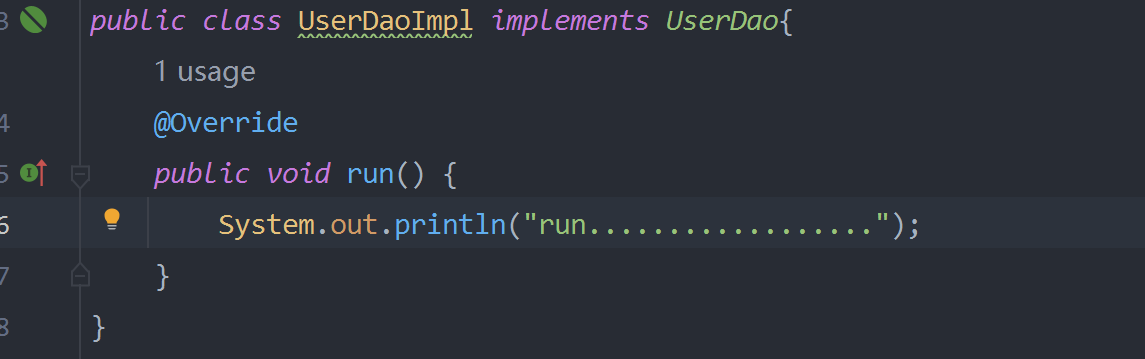 3 public class UserDaoImpl implements UserDao{
1 usage
4 @Override
5 public void run() {
6 System.out.println("run..................");
7 }
8 }